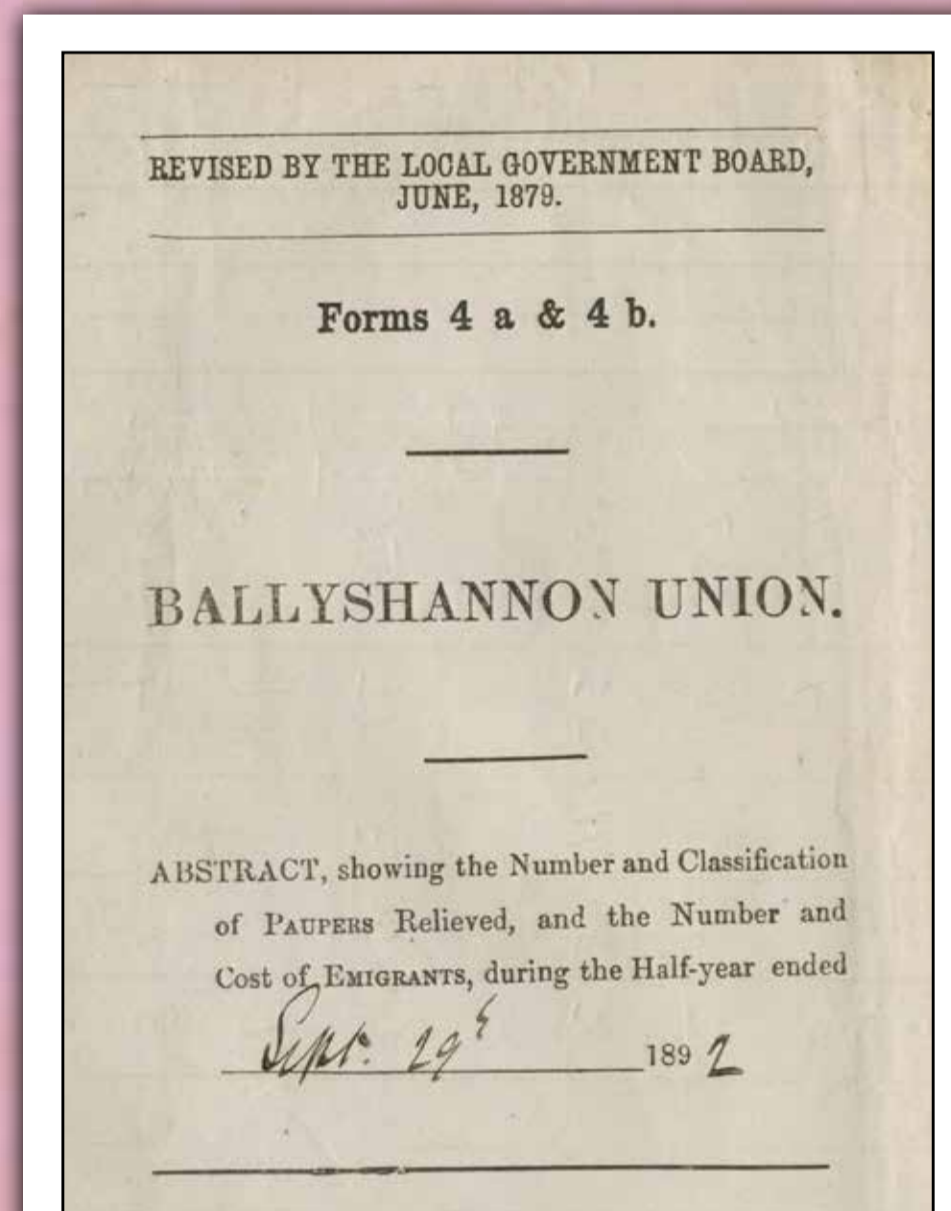 REVISED BY THE LOCAL GOVERNMENT BOARD,
JUNE, 1879.
Forms 4 a & 4 b.
BALLYSHANNON UNION.
ABSTRACT, showing the Number and Classification
of PAUPERS Relieved, and the Number and
Cost of EMIGRANTS, during the Half-year ended
Sept. 29th 1892